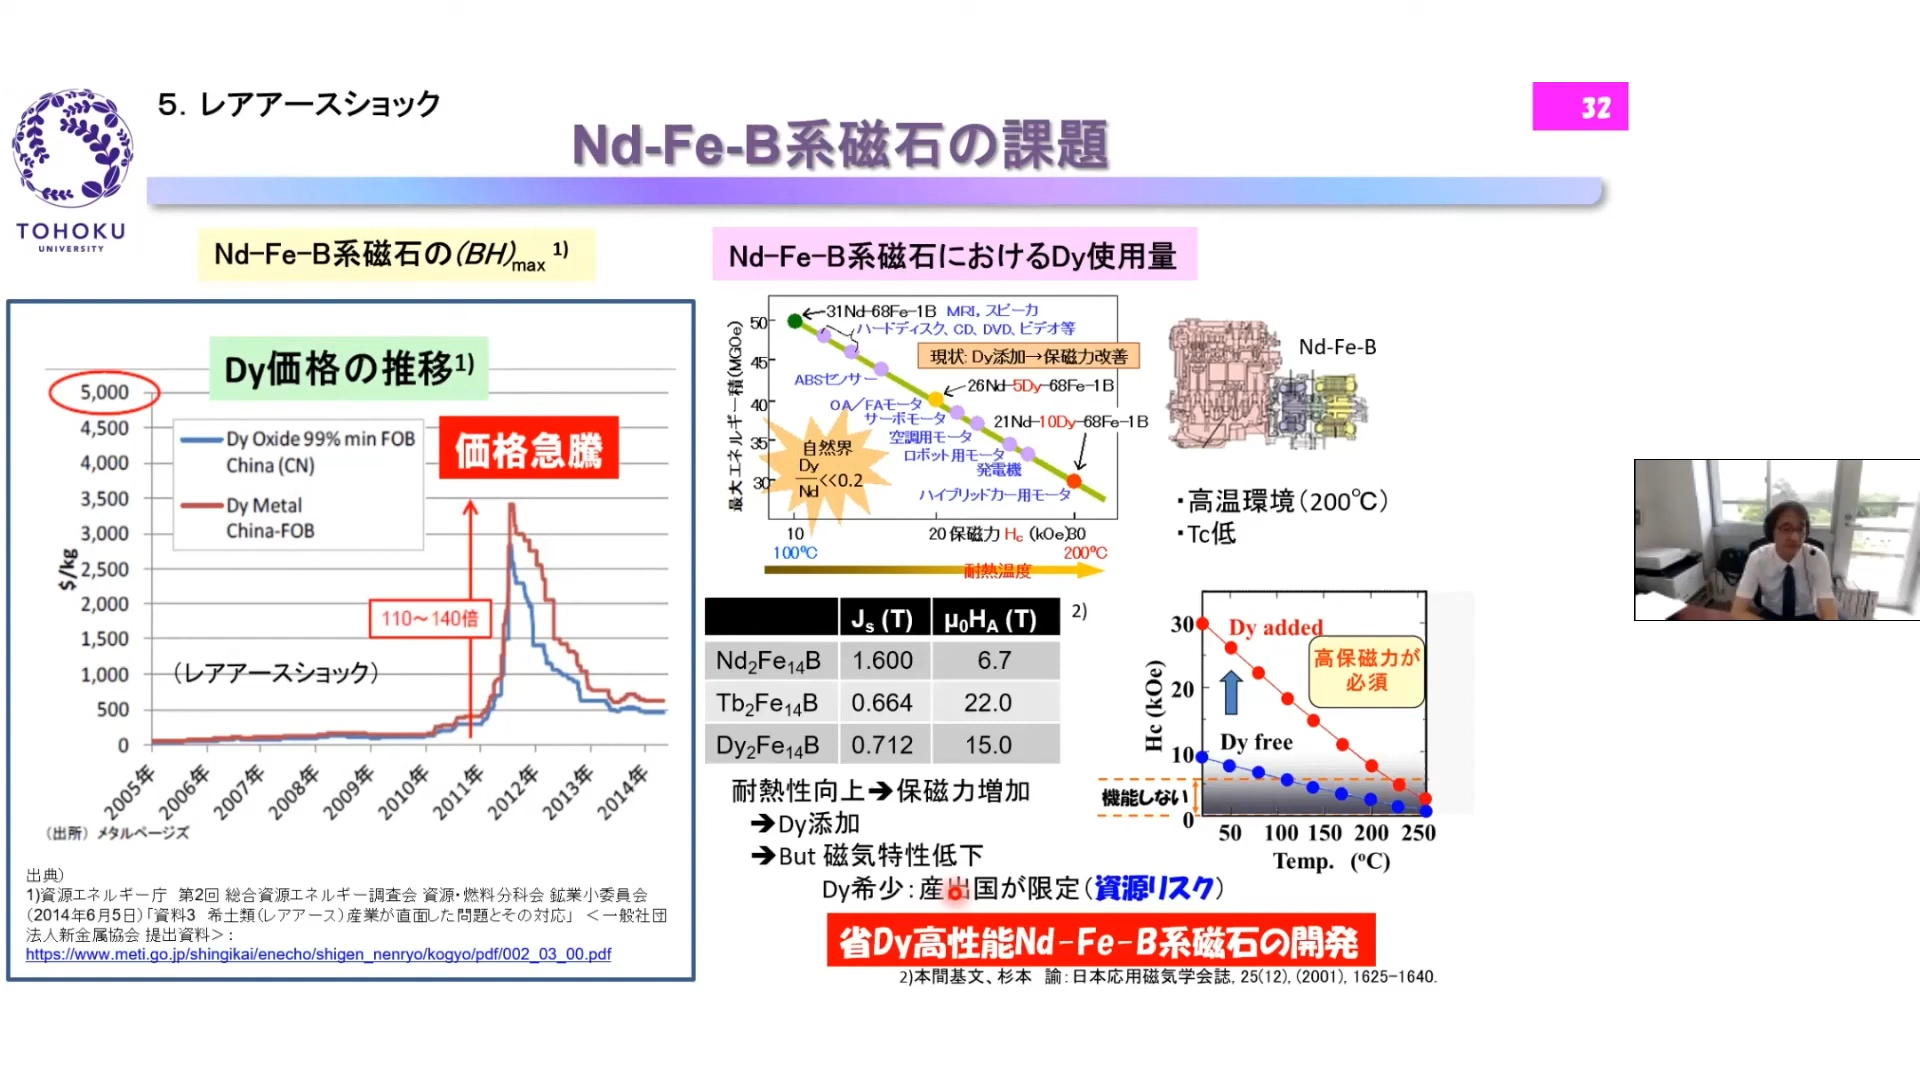 TOHOKU
UNIVERSITY
5. レアアースショック
32
Nd-Fe-B系磁石の課題
Nd-Fe-B系磁石の(BH)max 1)
Dy価格の推移1)
5,000
4,500
4,000
3,500
3,000
2,500
2,000
1,500
1,000
500
0
$/kg
Dy Oxide 99% min FOB
China (CN)
Dy Metal
China-FOB
価格急騰
110～140倍
(レアアースショック)
2005年
2006年
2007年
2008年
2009年
2010年
2011年
2012年
2013年
2014年
（出所）メタルページズ
出典）
1)資源エネルギー庁 第2回 総合資源エネルギー調査会 資源・燃料分科会 鉱業小委員会
（2014年6月5日）「資料3 希土類（レアアース）産業が直面した問題とその対応」 ＜一般社団
法人新金属協会 提出資料＞：
https://www.meti.go.jp/shingikai/enecho/shigen_nenryo/kogyo/pdf/002_03_00.pdf
Nd-Fe-B系磁石におけるDy使用量
最大エネルギー積(MGOe)
50
45
40
35
30
31Nd-68Fe-1B MRI, スピーカ
ハードディスク、CD、DVD、ビデオ等
現状: Dy添加→保磁力改善
ABSセンサー
26Nd-5Dy-68Fe-1B
OA／FAモータ
サーボモータ
21Nd-10Dy-68Fe-1B
空調用モータ
ロボット用モータ
発電機
ハイブリッドカー用モータ
自然界
Dy
Nd
<<0.2
10
20 保磁力 Hc (kOe)30
100℃
200℃
耐熱温度
Nd-Fe-B
・高温環境（200℃）
・Tc低
Js (T) μ0HA (T)
2)
Nd2Fe14B 1.600 6.7
Tb2Fe14B 0.664 22.0
Dy2Fe14B 0.712 15.0
耐熱性向上➔保磁力増加
➔Dy添加
➔But 磁気特性低下
Dy希少：産出国が限定（資源リスク）
省Dy高性能Nd-Fe-B系磁石の開発
2)本間基文、杉本 諭：日本応用磁気学会誌, 25(12), (2001), 1625-1640.
Hc (kOe)
30
20
10
0
Dy added
高保磁力が
必須
Dy free
機能しない
50 100 150 200 250
Temp. (ºC)